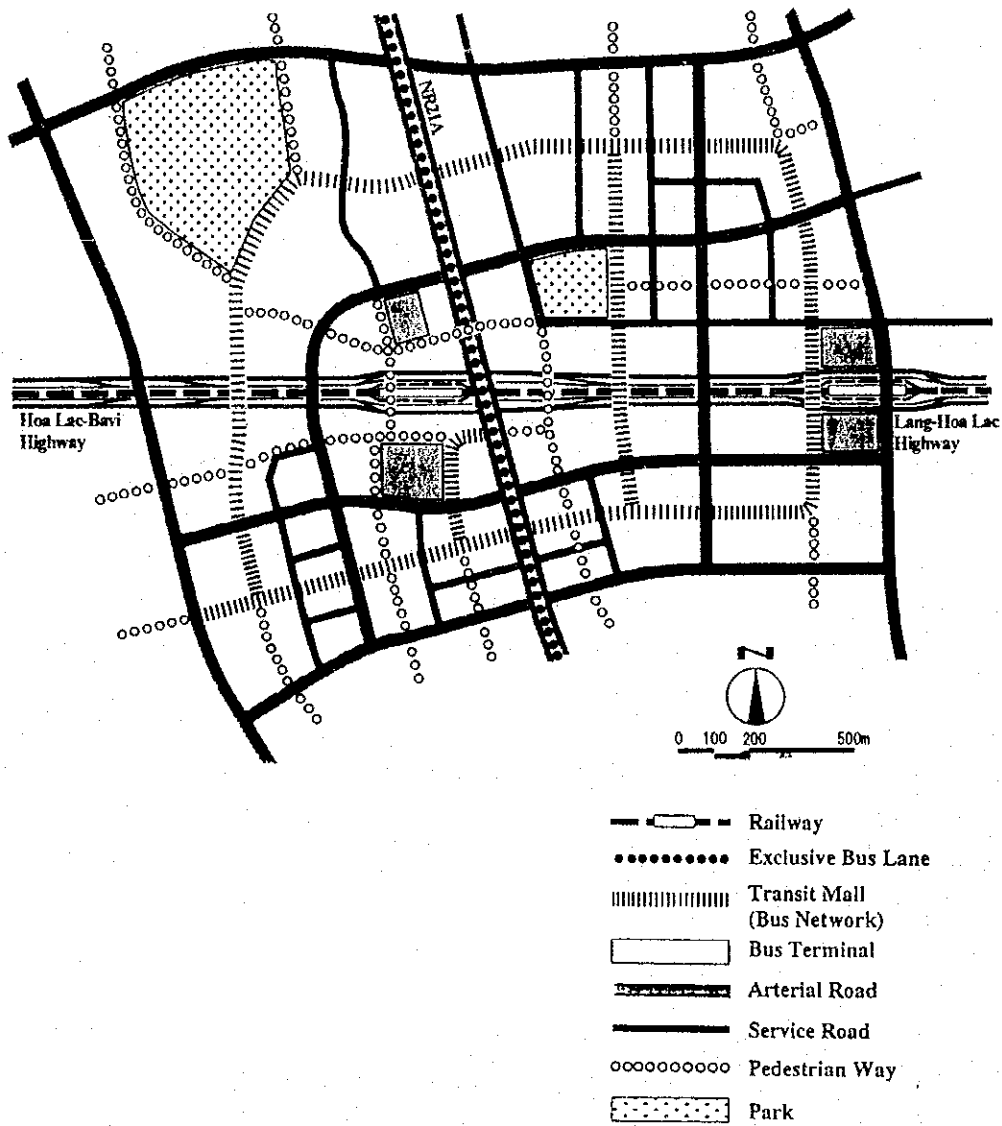 NR21A
Hoa Lac-Bavi
Highway
Lang-Hoa Lac
Highway
N
0 100 200 500m
Railway
Exclusive Bus Lane
Transit Mall
(Bus Network)
Bus Terminal
Arterial Road
Service Road
Pedestrian Way
Park